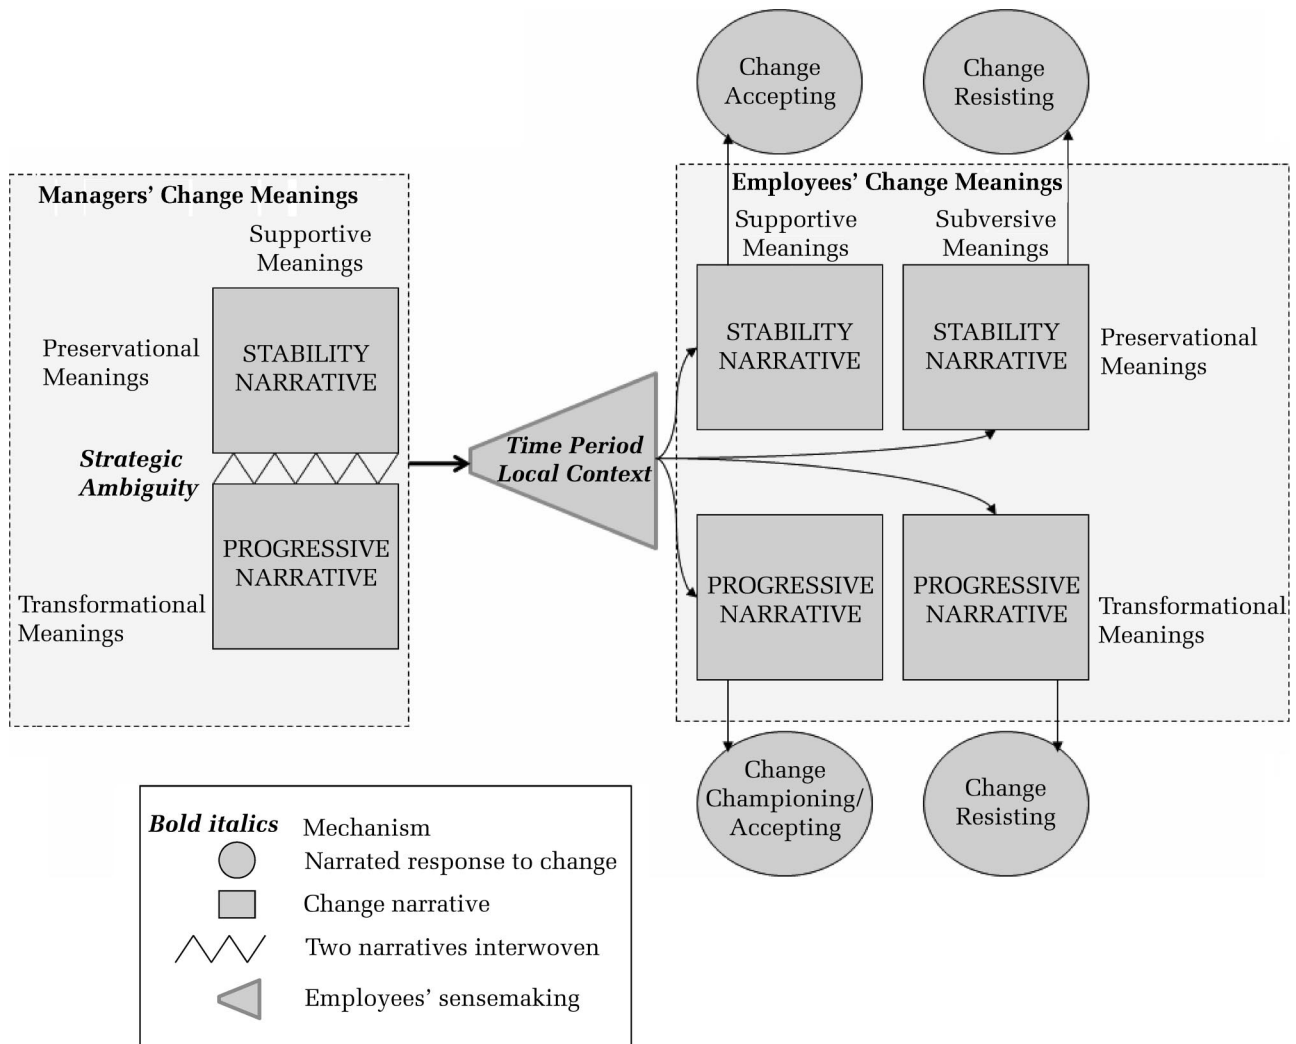 Change
Accepting
Change
Resisting
Managers’ Change Meanings
Supportive
Meanings
Preservational
Meanings
STABILITY
NARRATIVE
Strategic
Ambiguity
PROGRESSIVE
NARRATIVE
Transformational
Meanings
Time Period
Local Context
Employees’ Change Meanings
Supportive
Meanings
Subversive
Meanings
STABILITY
NARRATIVE
STABILITY
NARRATIVE
Preservational
Meanings
PROGRESSIVE
NARRATIVE
PROGRESSIVE
NARRATIVE
Transformational
Meanings
Change
Championing/
Accepting
Change
Resisting
Bold italics Mechanism
Narrated response to change
Change narrative
Two narratives interwoven
Employees’ sensemaking